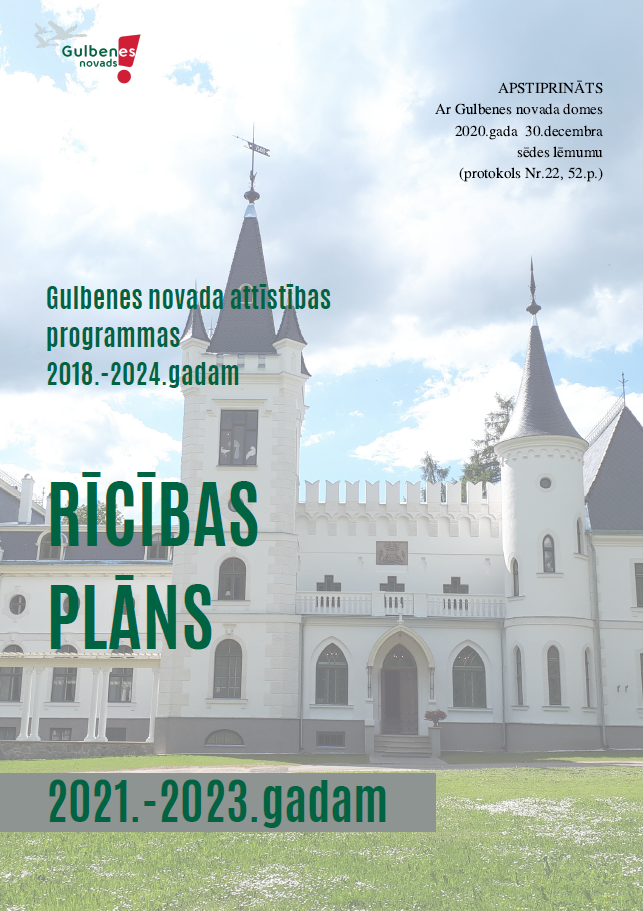 Gulbenes
novads
APSTIPRINĀTS
Ar Gulbenes novada domes
2020.gada 30.decembra
sēdes lēmumu
(protokols Nr.22, 52.p.)
Gulbenes novada attīstības
programmas
2018.-2024.gadam
RĪCĪBAS
PLĀNS
2021.-2023.gadam